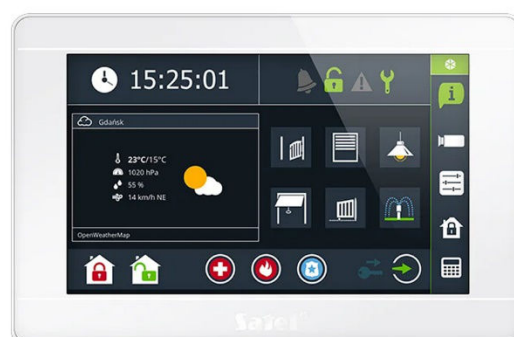 15:25:01
Gdańsk
23°C/15°C
1020 hPa
55 %
14 km/h NE
OpenWeatherMap
Satel